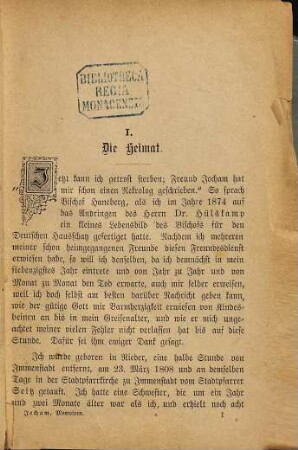 BIBLIOTHECA
REGIA
MONACENSIS
I.
Die Heimat.
Jetzt kann ich getrost sterben; Freund Jocham hat
mir schon einen Nekrolog geschrieben." So sprach
Bischof Haneberg, als ich im Jahre 1874 auf
das Andringen des Herrn Dr. Hülskamp
ein kleines Lebensbild des Bischofs für den
Deutschen Hausschatz gefertigt hatte. Nachdem ich mehreren
meiner schon heimgegangenen Freunde diesen Freundesdienst
erwiesen habe, so will ich denselben, da ich demnächst in mein
siebenzigstes Jahr eintrete und von Jahr zu Jahr und von
Monat zu Monat den Tod erwarte, auch mir selber erweisen,
weil ich doch selbst am besten darüber Nachricht geben kann,
wie der gütige Gott mir Barmherzigkeit erwiesen von Kindes-
beinen an bis in mein Greisenalter, und wie er mich unge-
achtet meiner vielen Fehler nicht verlassen hat bis auf diese
Stunde. Dafür sei ihm ewiger Dank gesagt.
Ich wurde geboren in Rieder, eine halbe Stunde von
Immenstadt entfernt, am 23. März 1808 und an demselben
Tage in der Stadtpfarrkirche zu Immenstadt vom Stadtpfarrer
getauft. Ich hatte eine Schwester, die um ein Jahr
und zwei Monate älter war als ich, und erhielt noch acht
Jocham, Memoiren. 1